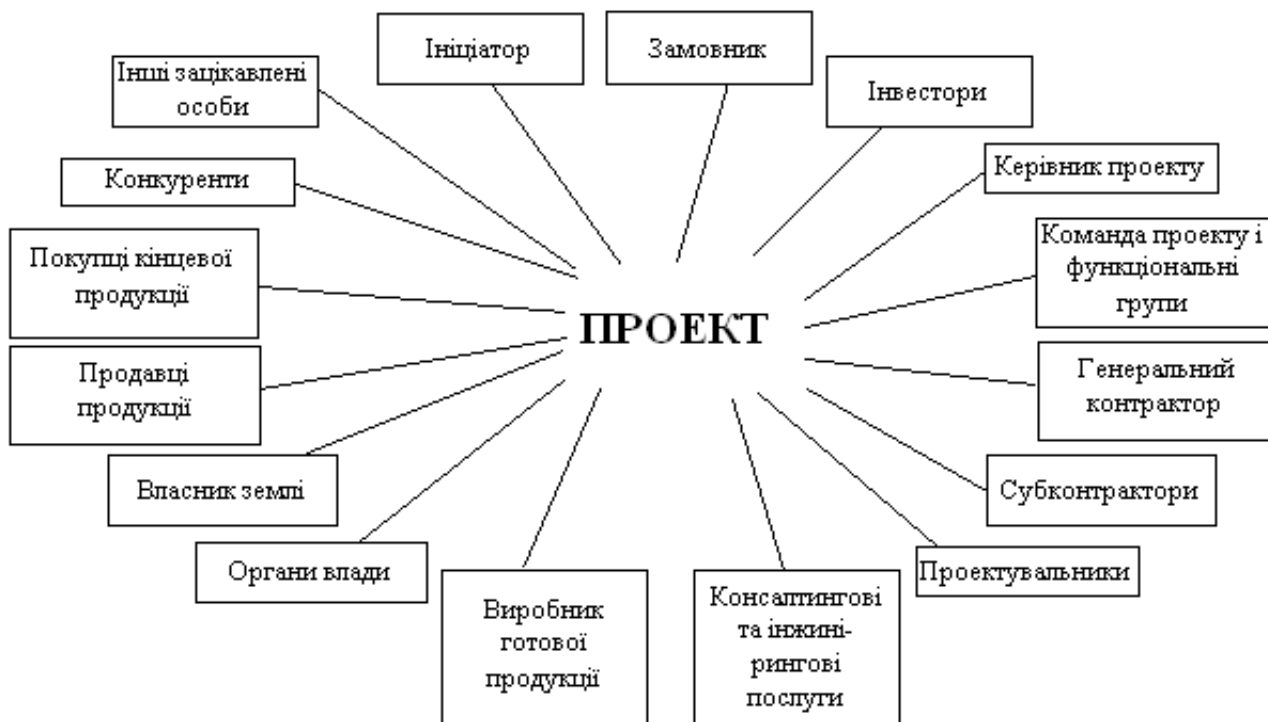 Ініціатор
Замовник
Інвестори
Керівник проекту
Команда проекту і
функціональні
групи
Генеральний
контрактор
Субконтрактори
Проектувальники
Консалтингові
та інжині-
рингові
послуги
Виробник
готової
продукції
Органи влади
Власник землі
Продавці
продукції
Покупці кінцевої
продукції
Конкуренти
Інші зацікавлені
особи
ПРОЕКТ